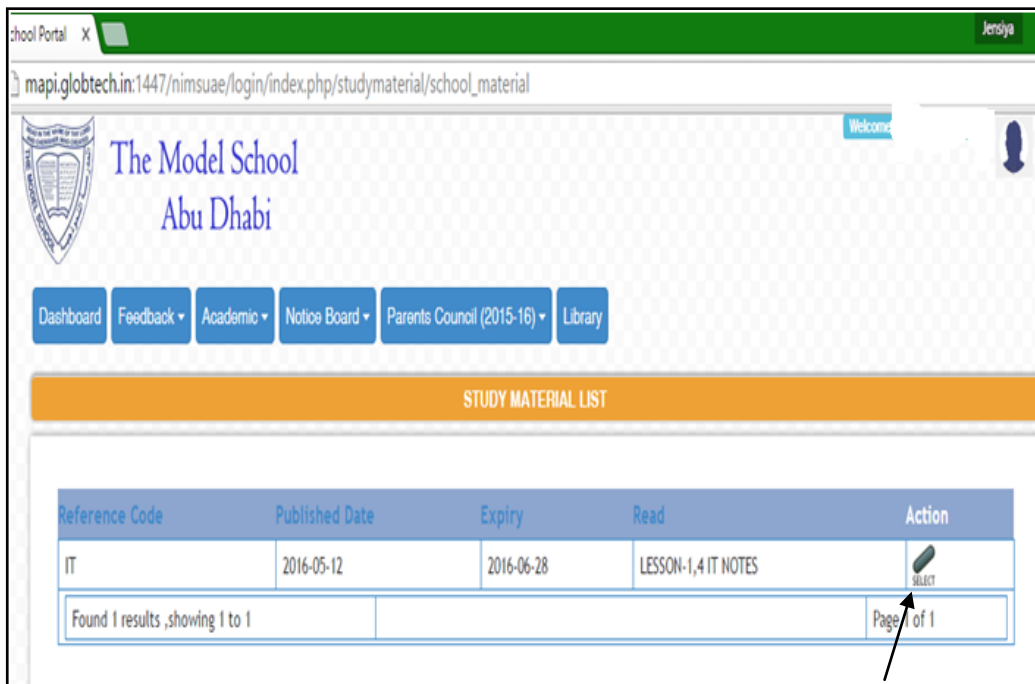 chool Portal X
Jensiya
mapi.globtech.in:1447/nimsuae/login/index.php/studymaterial/school_material
Welcome
THE MODEL SCHOOL
The Model School
Abu Dhabi
Dashboard Feedback Academic Notice Board Parents Council (2015-16) Library
STUDY MATERIAL LIST
Reference Code Published Date Expiry Read Action
IT 2016-05-12 2016-06-28 LESSON-1,4 IT NOTES SELECT
Found 1 results ,showing 1 to 1 Page 1 of 1